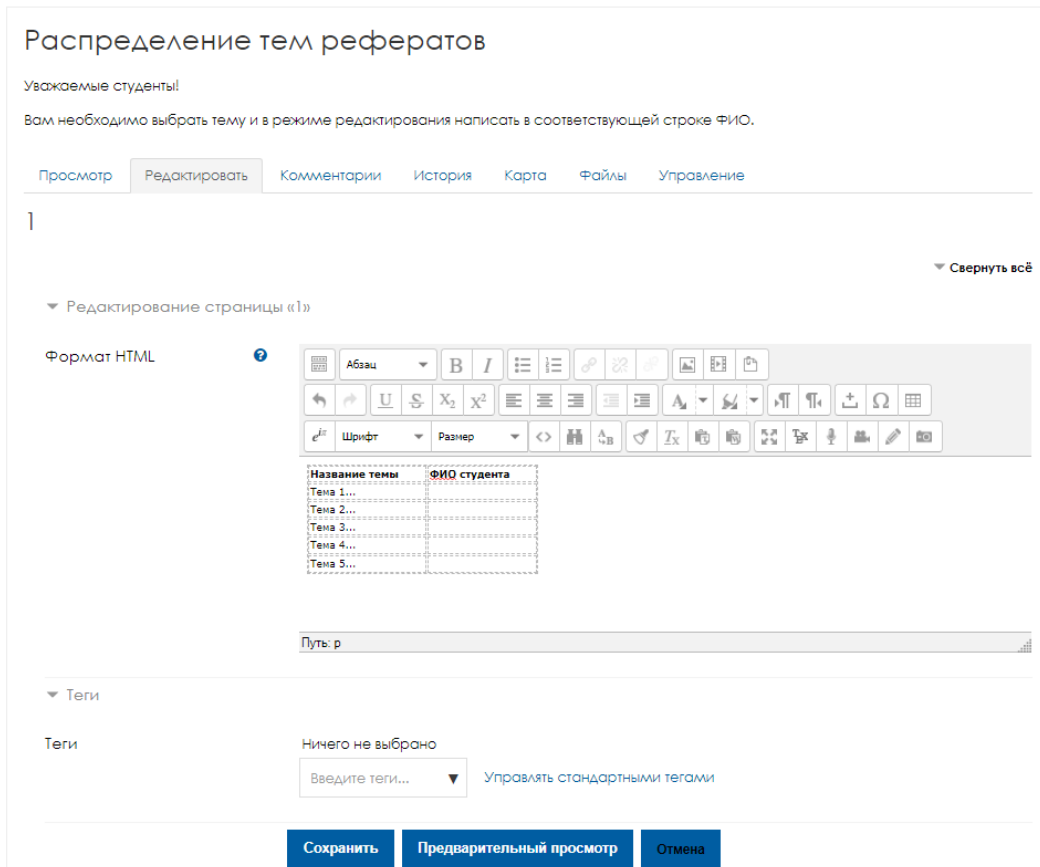 Распределение тем рефератов
Уважаемые студенты!
Вам необходимо выбрать тему и в режиме редактирования написать в соответствующей строке ФИО.
Просмотр Редактировать Комментарии История Карта Файлы Управление
1
Свернуть всё
Редактирование страницы «1»
Формат HTML
Абзац
Шрифт Размер
Название темы ФИО студента
Тема 1...
Тема 2...
Тема 3...
Тема 4...
Тема 5...
Путь: p
Теги
Теги Ничего не выбрано
Введите теги... Управлять стандартными тегами
Сохранить Предварительный просмотр Отмена